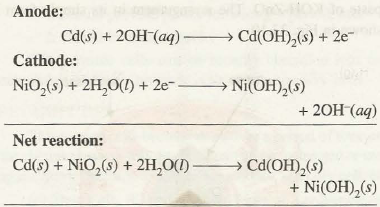 Anode:
Cd(s) + 2OH⁻(aq) ⟶ Cd(OH)₂(s) + 2e⁻
Cathode:
NiO₂(s) + 2H₂O(l) + 2e⁻ ⟶ Ni(OH)₂(s)
+ 2OH⁻(aq)
Net reaction:
Cd(s) + NiO₂(s) + 2H₂O(l) ⟶ Cd(OH)₂(s)
+ Ni(OH)₂(s)